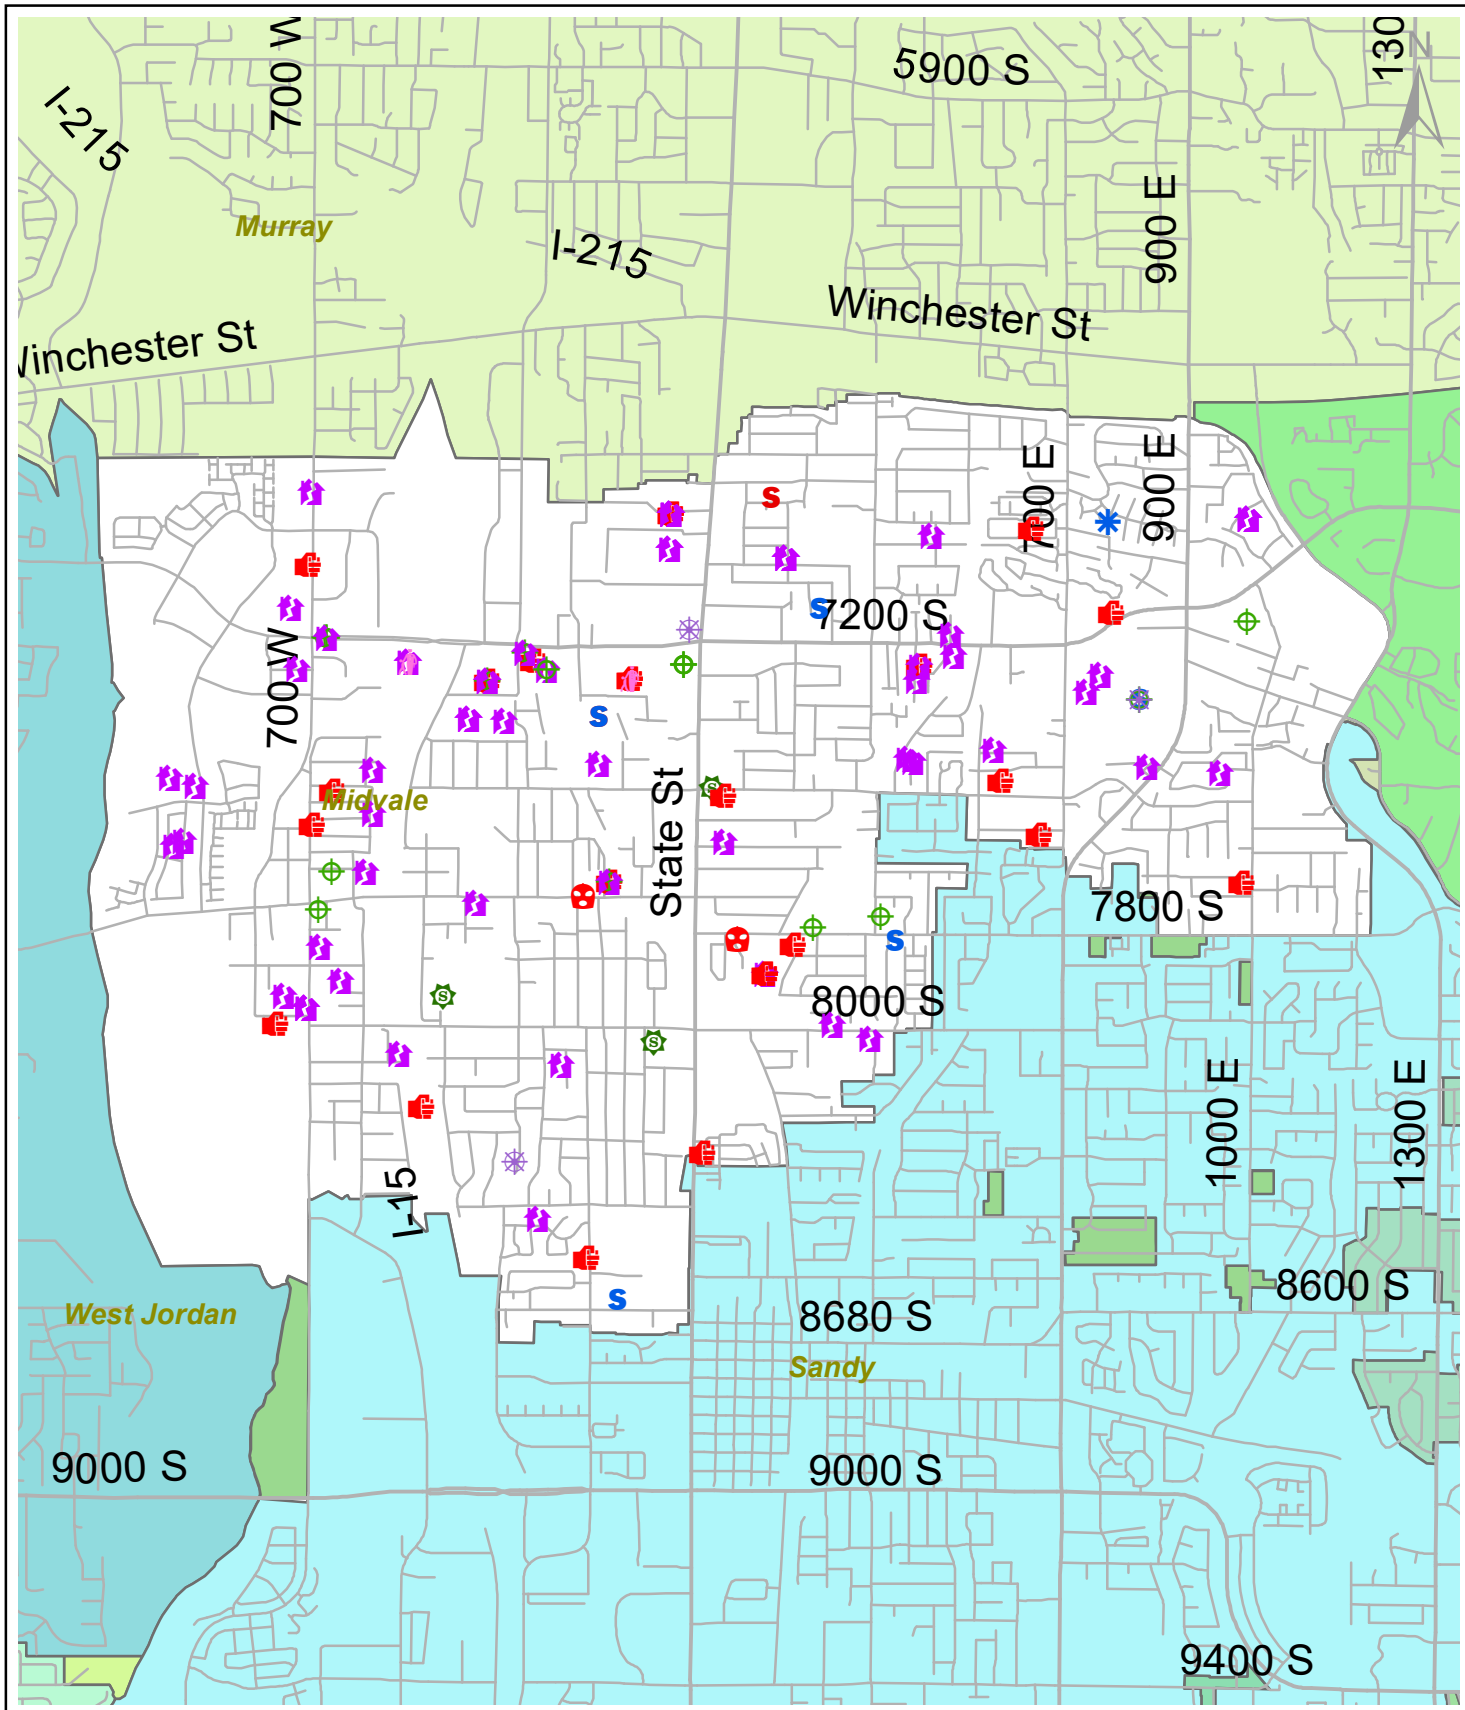 700 W
5900 S
130
N
I-215
Murray
900 E
I-215
Winchester St
Winchester St
700 E
900 E
S
S
7200 S
700 W
S
S
Midvale
State St
7800 S
S
S
8000 S
S
1000 E
1300 E
I-15
8600 S
S
West Jordan
8680 S
Sandy
9000 S
9000 S
9400 S